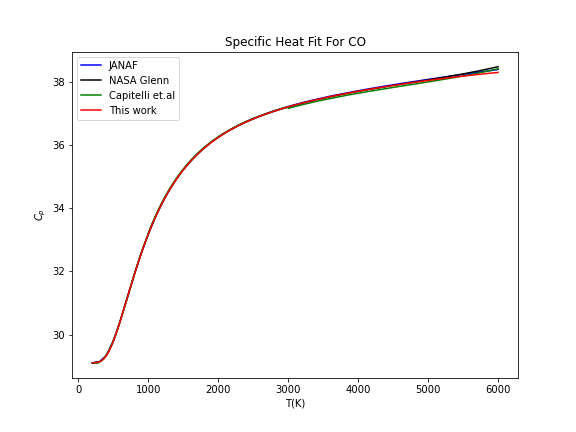 Specific Heat Fit For CO
JANAF
NASA Glenn
Capitelli et.al
This work
38
36
34
32
30
C_p
0 1000 2000 3000 4000 5000 6000
T(K)